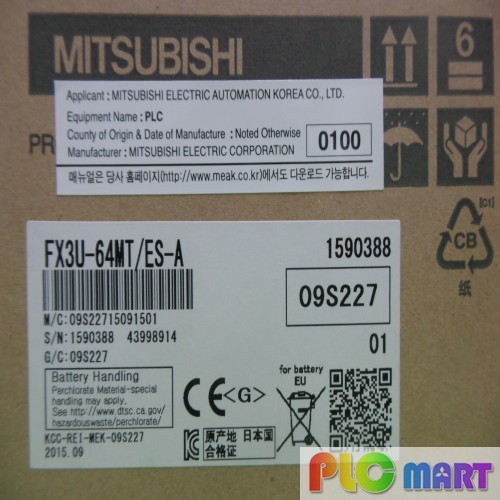 MITSUBISHI
6
Applicant : MITSUBISHI ELECTRIC AUTOMATION KOREA CO., LTD.
Equipment Name : PLC
County of Origin & Date of Manufacture : Noted Otherwise
Manufacturer : MITSUBISHI ELECTRIC CORPORATION
0100
매뉴얼은 당사 홈페이지(http://www.meak.co.kr)에서도 다운로드 가능합니다.
PR
[C1]
CB
纸
FX3U-64MT/ES-A
1590388
09S227
M/C:09S22715091501
S/N:1590388 43998914
G/C:09S227
01
Battery Handling
Perchlorate Material-special
handling may apply.
See http://www.dtsc.ca.gov/
hazardouswaste/perchlorate/
CE <G>
for battery
EU
KCC-REI-MEK-09S227
2015.09
原产地 日本国
合格证
PLC mart